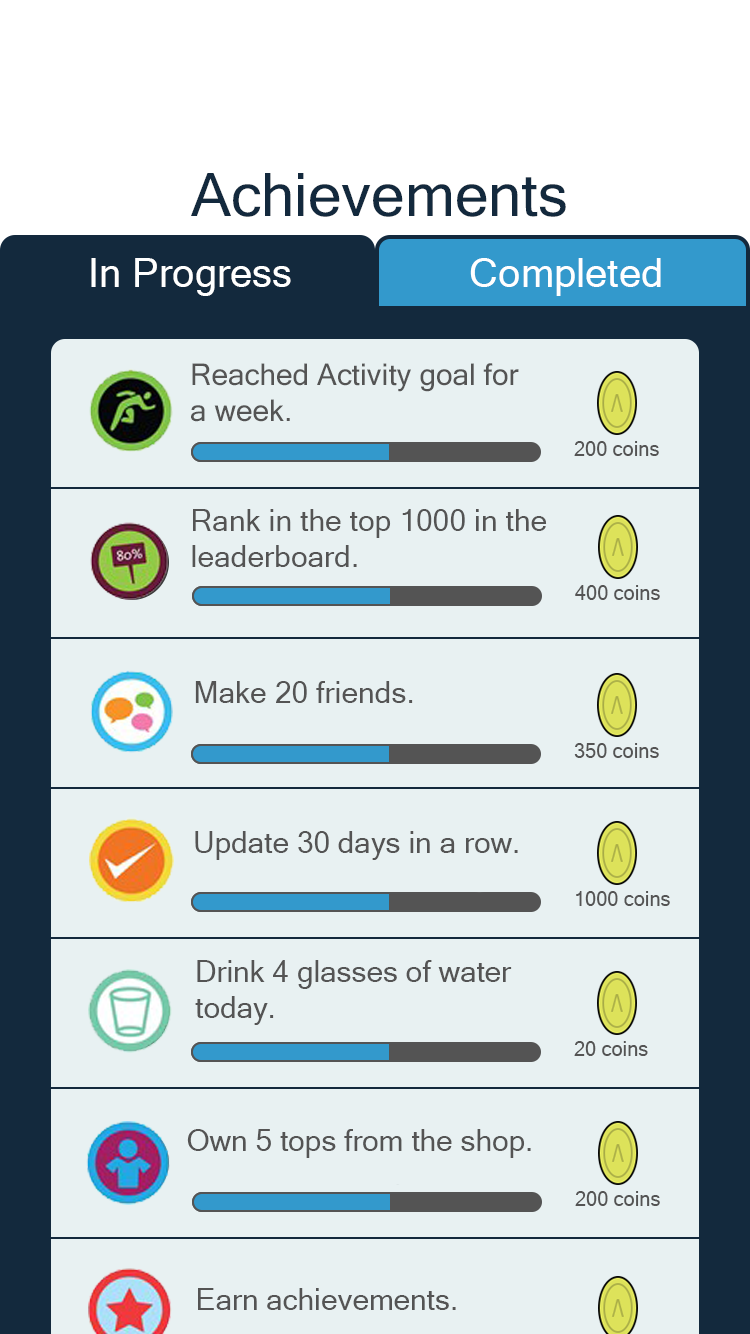 Achievements
In Progress
Completed
Reached Activity goal for
a week.
200 coins
80%
Rank in the top 1000 in the
leaderboard.
400 coins
Make 20 friends.
350 coins
Update 30 days in a row.
1000 coins
Drink 4 glasses of water
today.
20 coins
Own 5 tops from the shop.
200 coins
Earn achievements.